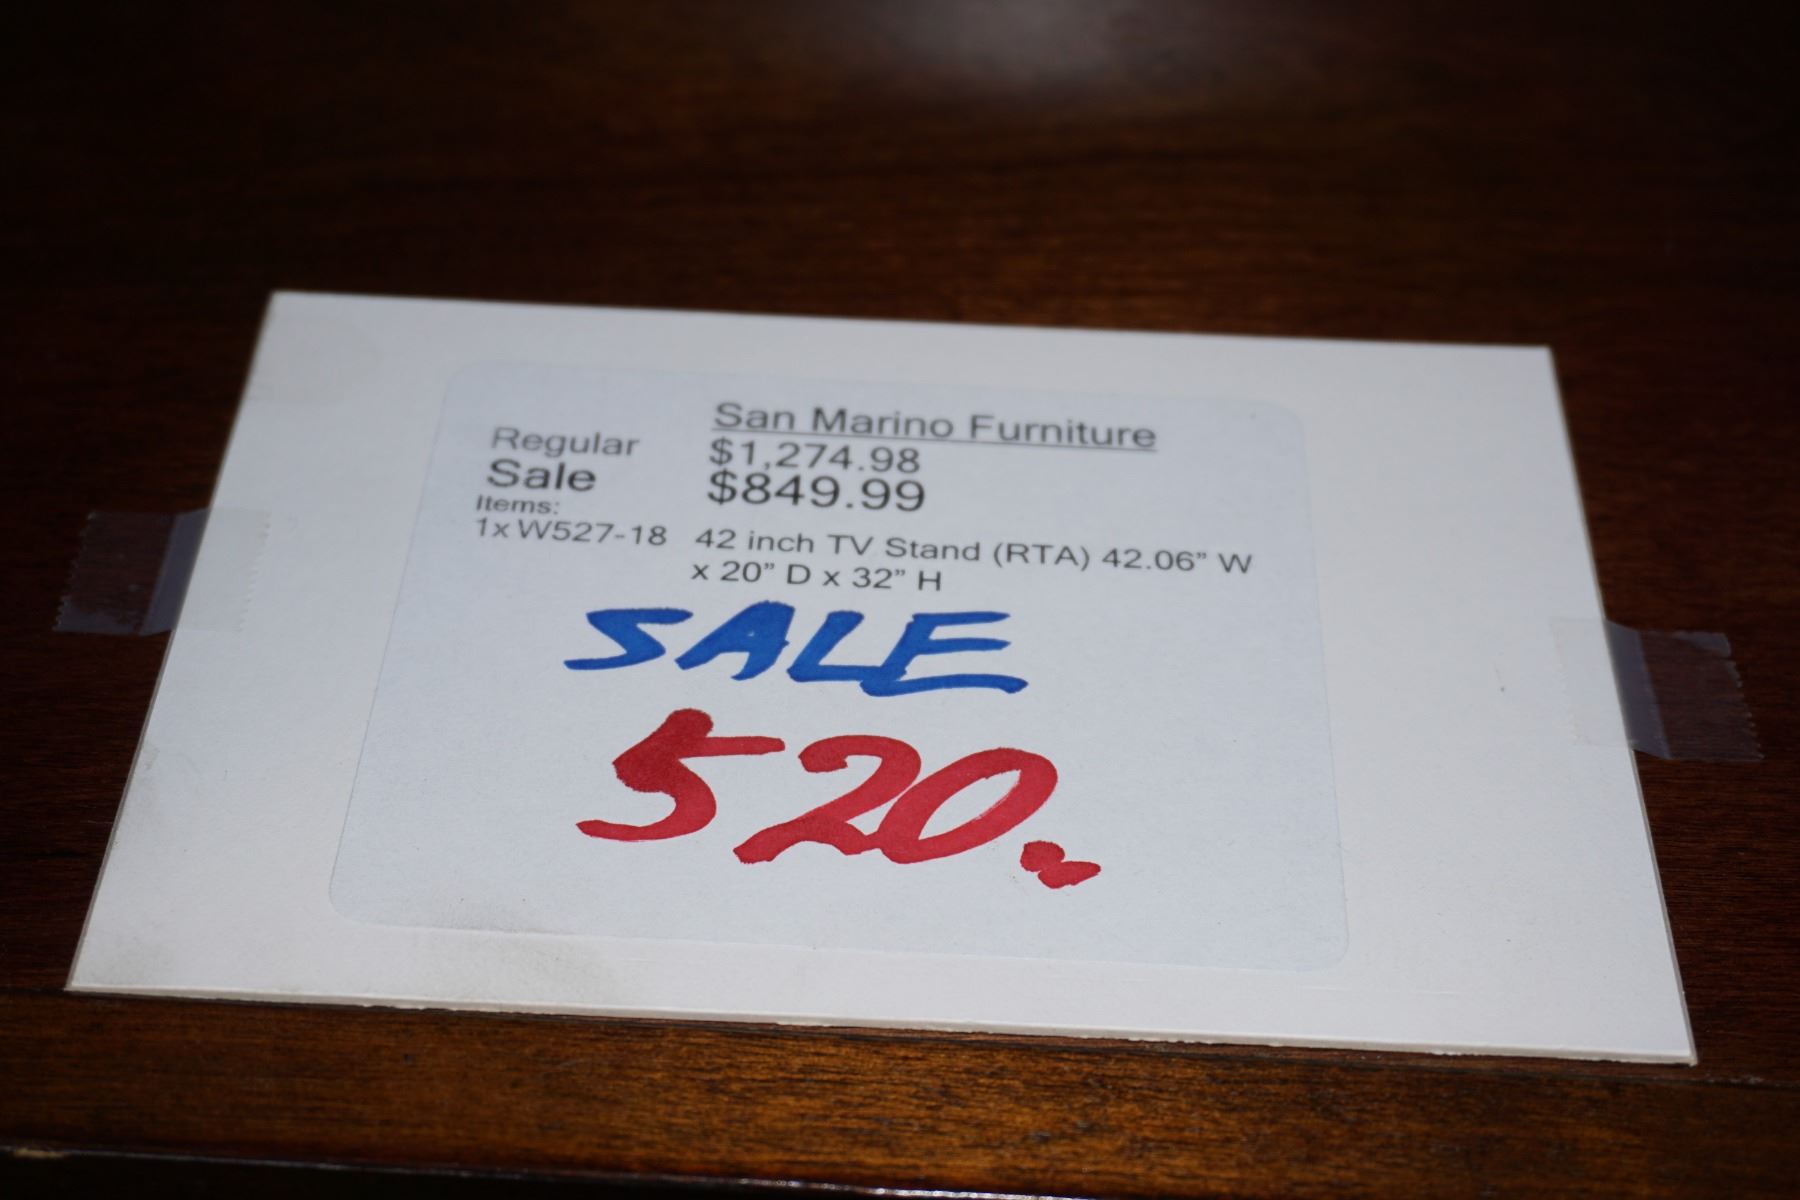 San Marino Furniture
Regular $1,274.98
Sale $849.99
Items:
1x W527-18 42 inch TV Stand (RTA) 42.06" W
x 20" D x 32" H
SALE
520.